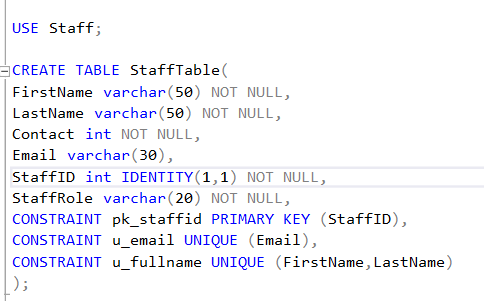 USE Staff;
CREATE TABLE StaffTable(
FirstName varchar(50) NOT NULL,
LastName varchar(50) NOT NULL,
Contact int NOT NULL,
Email varchar(30),
StaffID int IDENTITY(1,1) NOT NULL,
StaffRole varchar(20) NOT NULL,
CONSTRAINT pk_staffid PRIMARY KEY (StaffID),
CONSTRAINT u_email UNIQUE (Email),
CONSTRAINT u_fullname UNIQUE (FirstName,LastName)
);